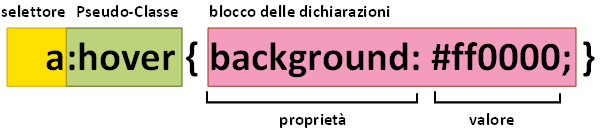 selettore Pseudo-Classe blocco delle dichiarazioni
a:hover { background: #ff0000; }
proprietà valore